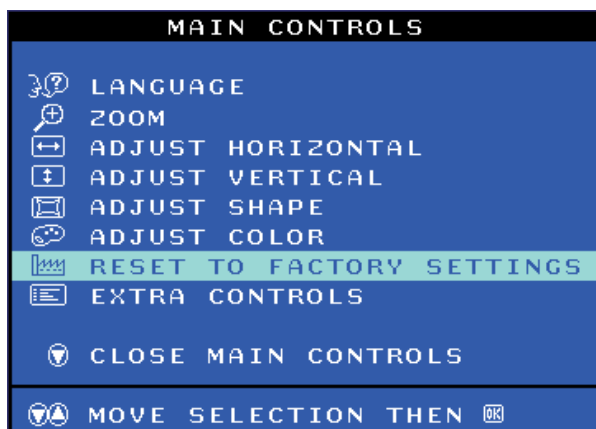 MAIN CONTROLS
LANGUAGE
ZOOM
ADJUST HORIZONTAL
ADJUST VERTICAL
ADJUST SHAPE
ADJUST COLOR
RESET TO FACTORY SETTINGS
EXTRA CONTROLS
CLOSE MAIN CONTROLS
MOVE SELECTION THEN OK